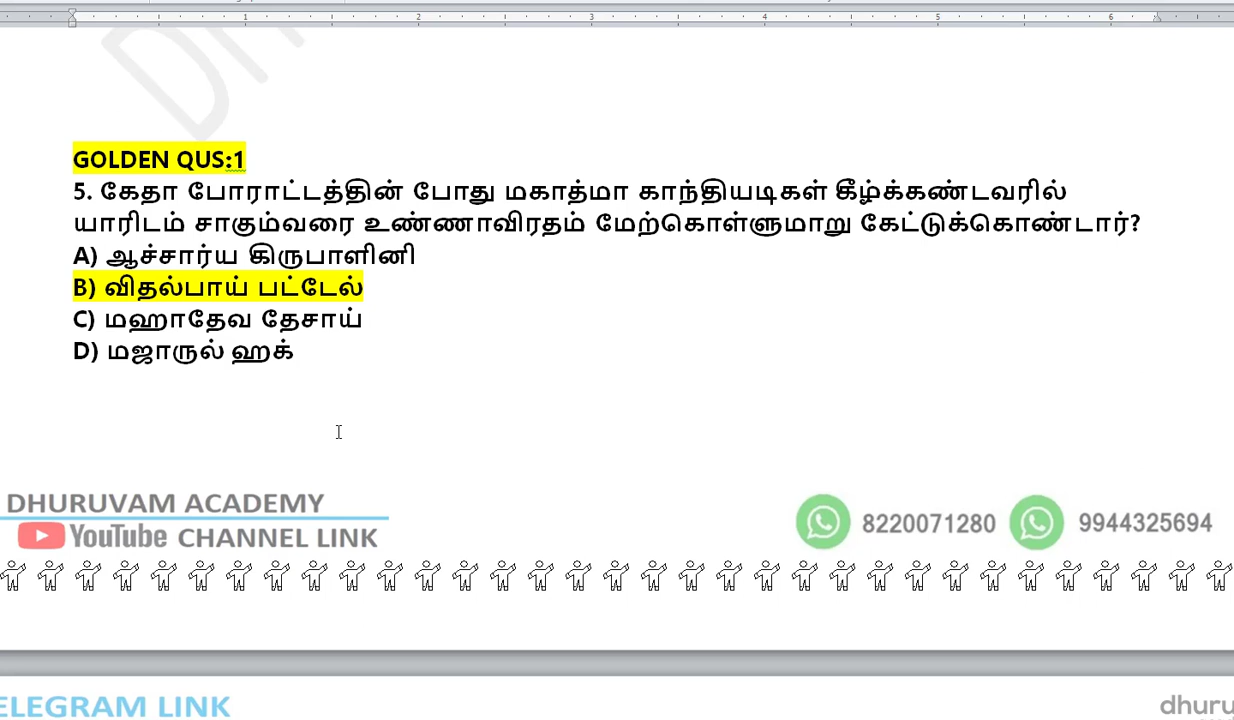 GOLDEN QUS:1
5. கேதா போராட்டத்தின் போது மகாத்மா காந்தியடிகள் கீழ்க்கண்டவரில்
யாரிடம் சாகும்வரை உண்ணாவிரதம் மேற்கொள்ளுமாறு கேட்டுக்கொண்டார்?
A) ஆச்சார்ய கிருபாளினி
B) விதல்பாய் பட்டேல்
C) மஹாதேவ தேசாய்
D) மஜாருல் ஹக்
DHURUVAM ACADEMY
YouTube CHANNEL LINK
8220071280 9944325694
ELEGRAM LINK
dhuru